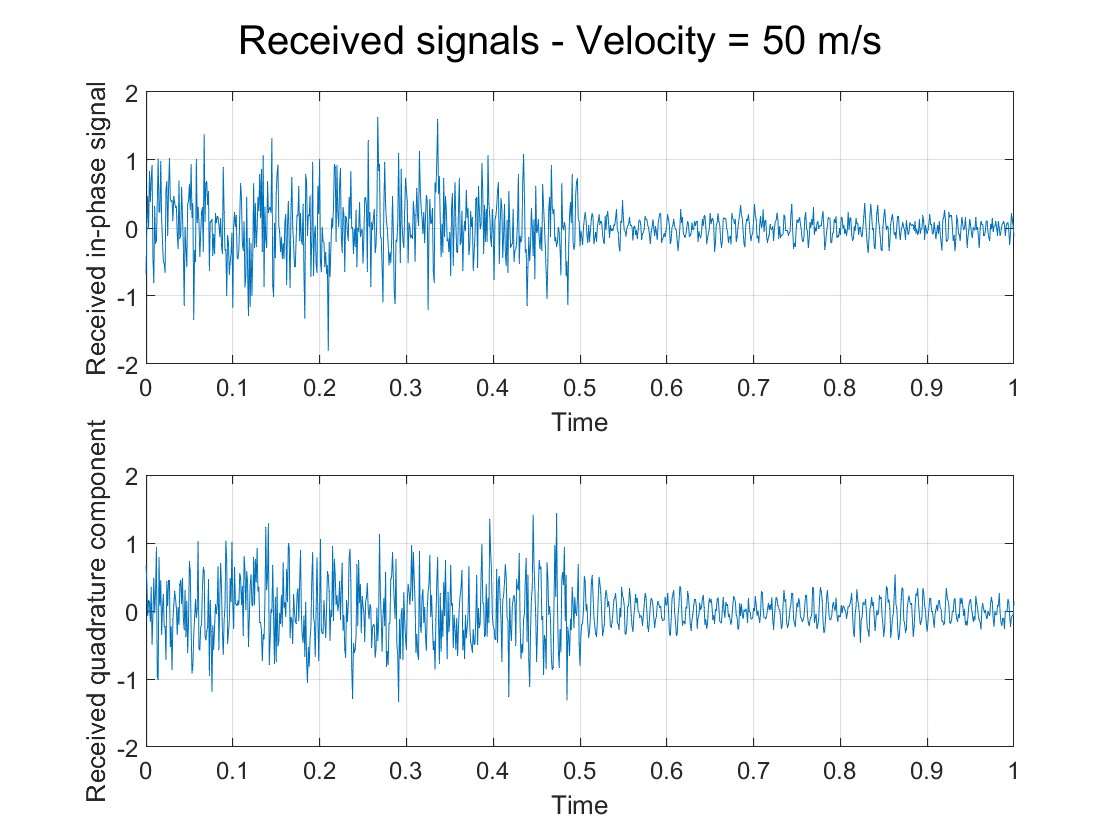 Received signals - Velocity = 50 m/s
Received in-phase signal
2
1
0
-1
-2
0 0.1 0.2 0.3 0.4 0.5 0.6 0.7 0.8 0.9 1
Time
Received quadrature component
2
1
0
-1
-2
0 0.1 0.2 0.3 0.4 0.5 0.6 0.7 0.8 0.9 1
Time